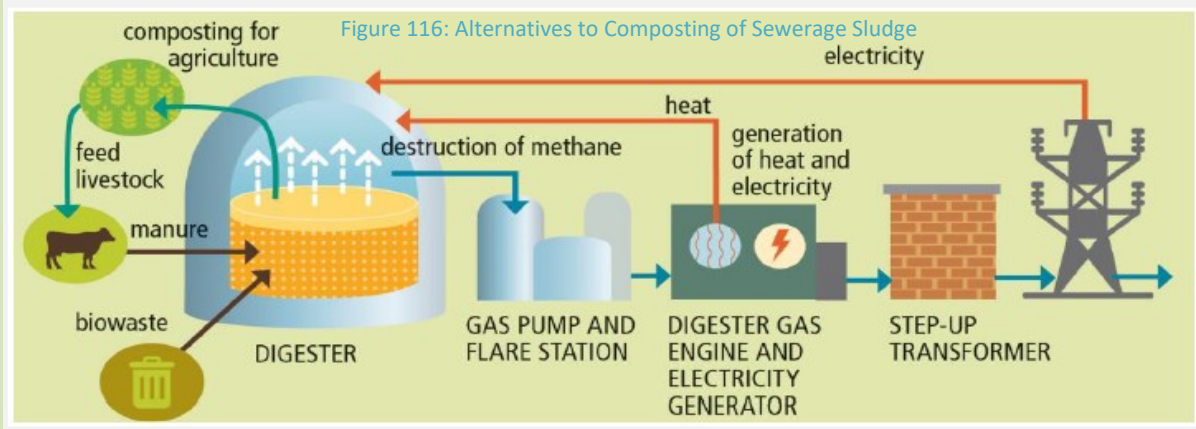 Figure 116: Alternatives to Composting of Sewerage Sludge
composting for
agriculture
electricity
heat
feed
livestock
destruction of methane
generation
of heat and
electricity
manure
biowaste
DIGESTER
GAS PUMP AND
FLARE STATION
DIGESTER GAS
ENGINE AND
ELECTRICITY
GENERATOR
STEP-UP
TRANSFORMER